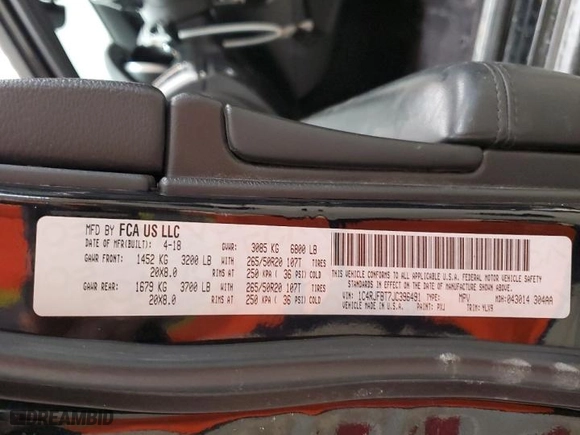 MFD BY FCA US LLC
DATE OF MFR(BUILT): 4-18 GVWR: 3085 KG 6800 LB
GAWR FRONT: 1452 KG 3200 LB WITH 265/50R20 107T TIRES
20X8.0 RIMS AT 250 KPA ( 36 PSI) COLD
GAWR REAR: 1679 KG 3700 LB WITH 265/50R20 107T TIRES
20X8.0 RIMS AT 250 KPA ( 36 PSI) COLD
THIS VEHICLE CONFORMS TO ALL APPLICABLE U.S.A. FEDERAL MOTOR VEHICLE SAFETY
STANDARDS IN EFFECT ON THE DATE OF MANUFACTURE SHOWN ABOVE.
VIN: 1C4RJFBT7JC396491 TYPE: MPV MDH: 043014 304AA
VEHICLE MADE IN U.S.A. PAINT: PXJ TRIM: YLX9
DREAMBID